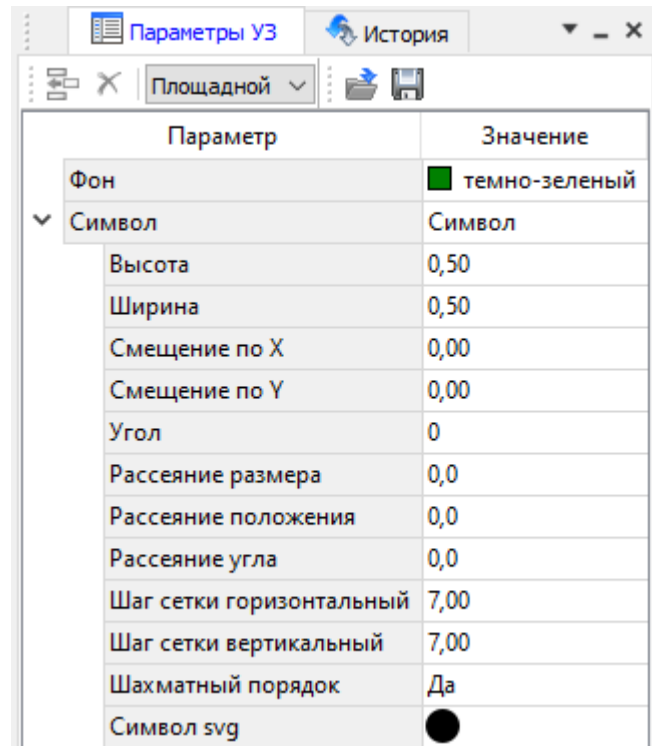 Параметры УЗ История
Площадной
Параметр Значение
Фон темно-зеленый
Символ Символ
Высота 0,50
Ширина 0,50
Смещение по X 0,00
Смещение по Y 0,00
Угол 0
Рассеяние размера 0,0
Рассеяние положения 0,0
Рассеяние угла 0,0
Шаг сетки горизонтальный 7,00
Шаг сетки вертикальный 7,00
Шахматный порядок Да
Символ svg